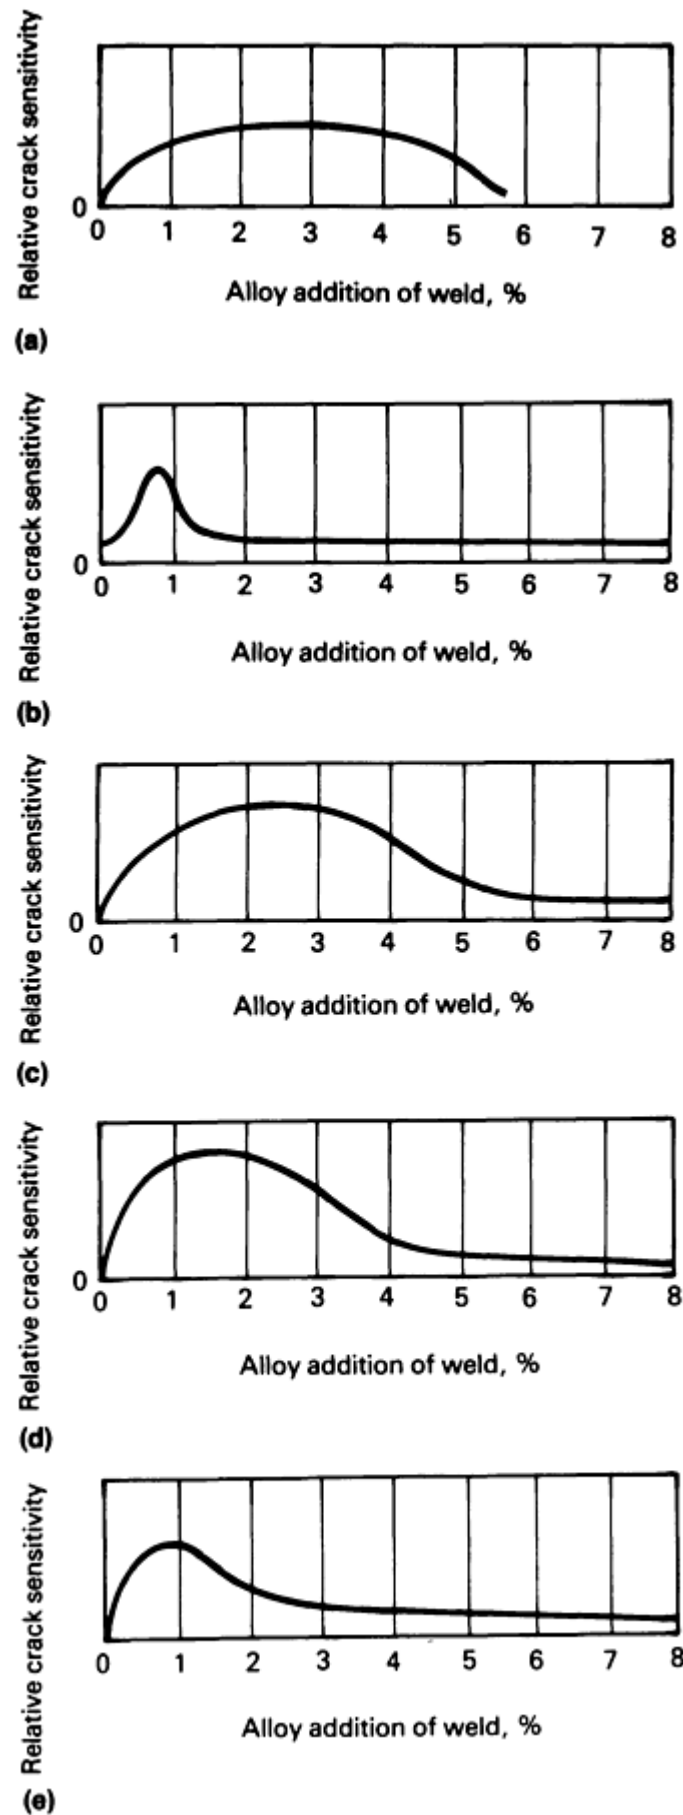 Relative crack sensitivity
0
0 1 2 3 4 5 6 7 8
Alloy addition of weld, %
(a)
Relative crack sensitivity
0
0 1 2 3 4 5 6 7 8
Alloy addition of weld, %
(b)
Relative crack sensitivity
0
0 1 2 3 4 5 6 7 8
Alloy addition of weld, %
(c)
Relative crack sensitivity
0
0 1 2 3 4 5 6 7 8
Alloy addition of weld, %
(d)
Relative crack sensitivity
0 1 2 3 4 5 6 7 8
Alloy addition of weld, %
(e)